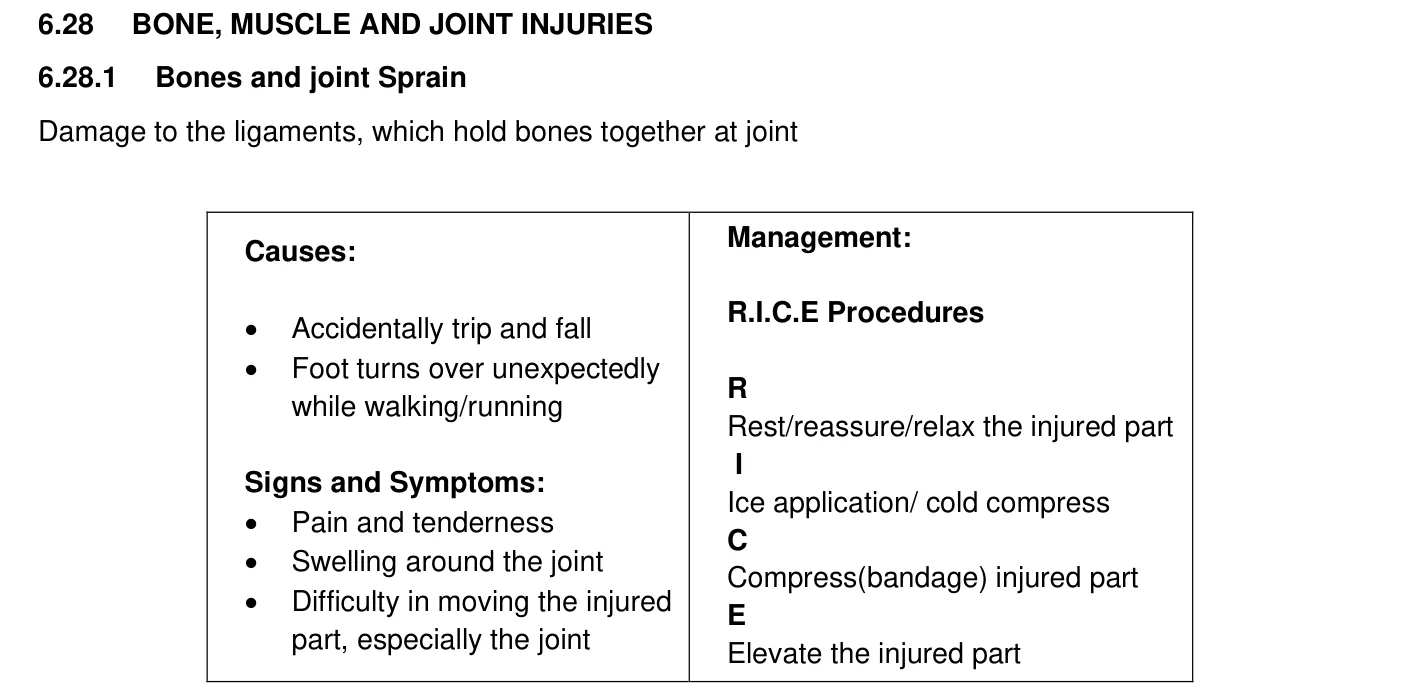 6.28 BONE, MUSCLE AND JOINT INJURIES
6.28.1 Bones and joint Sprain
Damage to the ligaments, which hold bones together at joint
Causes:
• Accidentally trip and fall
• Foot turns over unexpectedly
while walking/running
Signs and Symptoms:
• Pain and tenderness
• Swelling around the joint
• Difficulty in moving the injured
part, especially the joint
Management:
R.I.C.E Procedures
R
Rest/reassure/relax the injured part
I
Ice application/ cold compress
C
Compress(bandage) injured part
E
Elevate the injured part